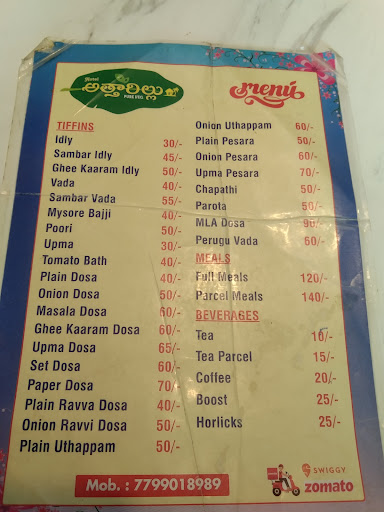 Hotel
ಅತ್ತಾರಿಲ್ಲು
PURE VEG
menu
TIFFINS
Idly 30/-
Sambar Idly 45/-
Ghee Kaaram Idly 50/-
Vada 40/-
Sambar Vada 55/-
Mysore Bajji 40/-
Poori 50/-
Upma 30/-
Tomato Bath 40/-
Plain Dosa 40/-
Onion Dosa 50/-
Masala Dosa 60/-
Ghee Kaaram Dosa 60/-
Upma Dosa 65/-
Set Dosa 60/-
Paper Dosa 70/-
Plain Ravva Dosa 40/-
Onion Ravvi Dosa 50/-
Plain Uthappam 50/-
Onion Uthappam 60/-
Plain Pesara 50/-
Onion Pesara 60/-
Upma Pesara 70/-
Chapathi 50/-
Parota 50/-
MLA Dosa 90/-
Perugu Vada 60/-
MEALS
Full Meals 120/-
Parcel Meals 140/-
BEVERAGES
Tea 10/-
Tea Parcel 15/-
Coffee 20/-
Boost 25/-
Horlicks 25/-
Mob. : 7799018989
SWIGGY
zomato